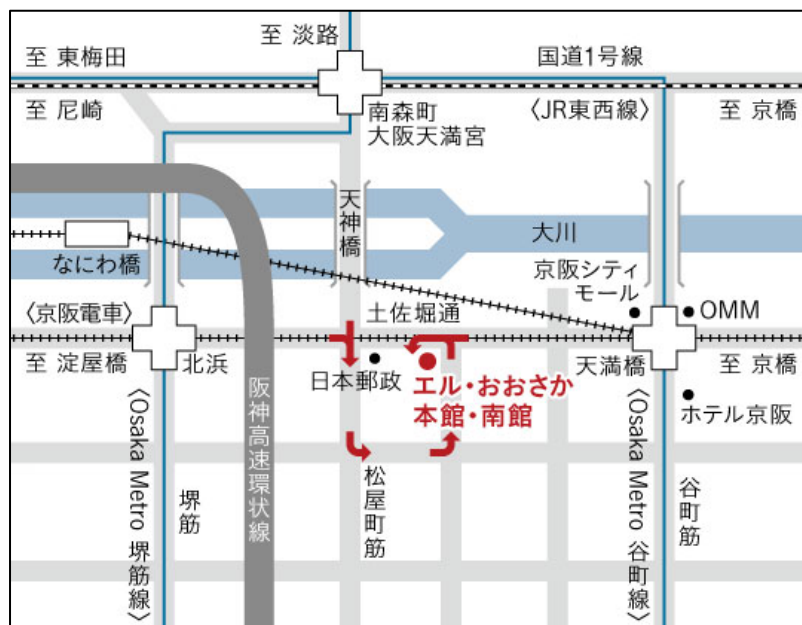 至 淡路
至 東梅田
国道1号線
至 尼崎
南森町
大阪天満宮
〈JR東西線〉
至 京橋
天神橋
大川
なにわ橋
京阪シティ
モール
〈京阪電車〉
土佐堀通
OMM
至 淀屋橋
北浜
日本郵政
エル・おおさか
本館・南館
天満橋
至 京橋
ホテル京阪
阪神高速環状線
〈Osaka Metro 堺筋線〉
堺筋
松屋町筋
〈Osaka Metro 谷町線〉
谷町筋